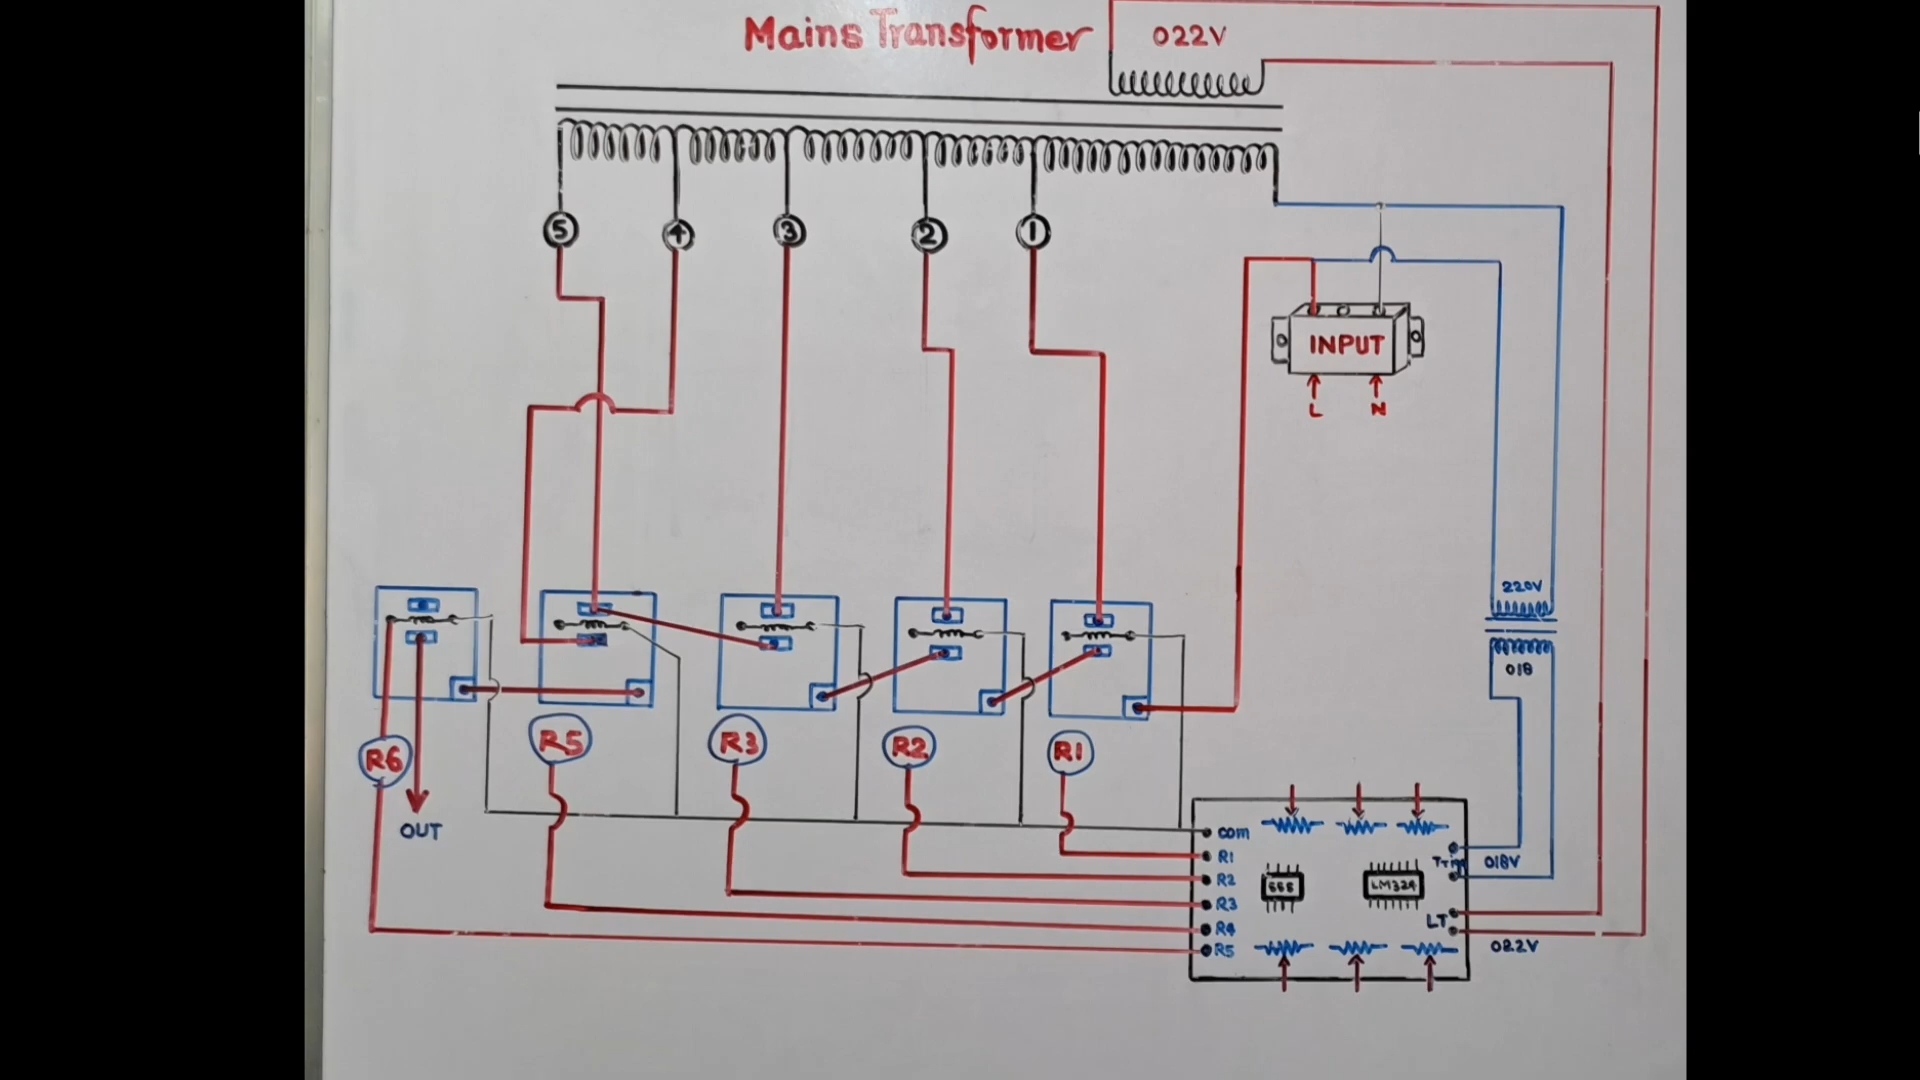 Mains Transformer
022V
5
4
3
2
1
INPUT
L
N
220V
018
R6
R5
R3
R2
R1
OUT
com
R1
R2
R3
R4
R5
555
LM324
018V
LT
022V